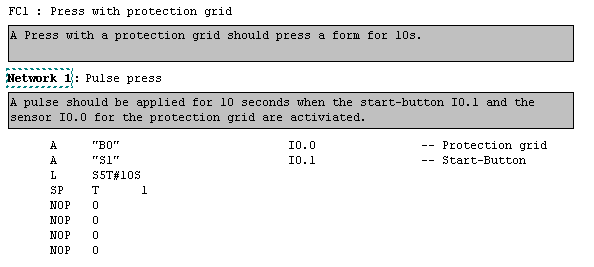 FC1 : Press with protection grid
A Press with a protection grid should press a form for 10s.
Network 1: Pulse press
A pulse should be applied for 10 seconds when the start-button I0.1 and the
sensor I0.0 for the protection grid are activiated.
A "B0" I0.0 -- Protection grid
A "S1" I0.1 -- Start-Button
L S5T#10S
SP T 1
NOP 0
NOP 0
NOP 0
NOP 0